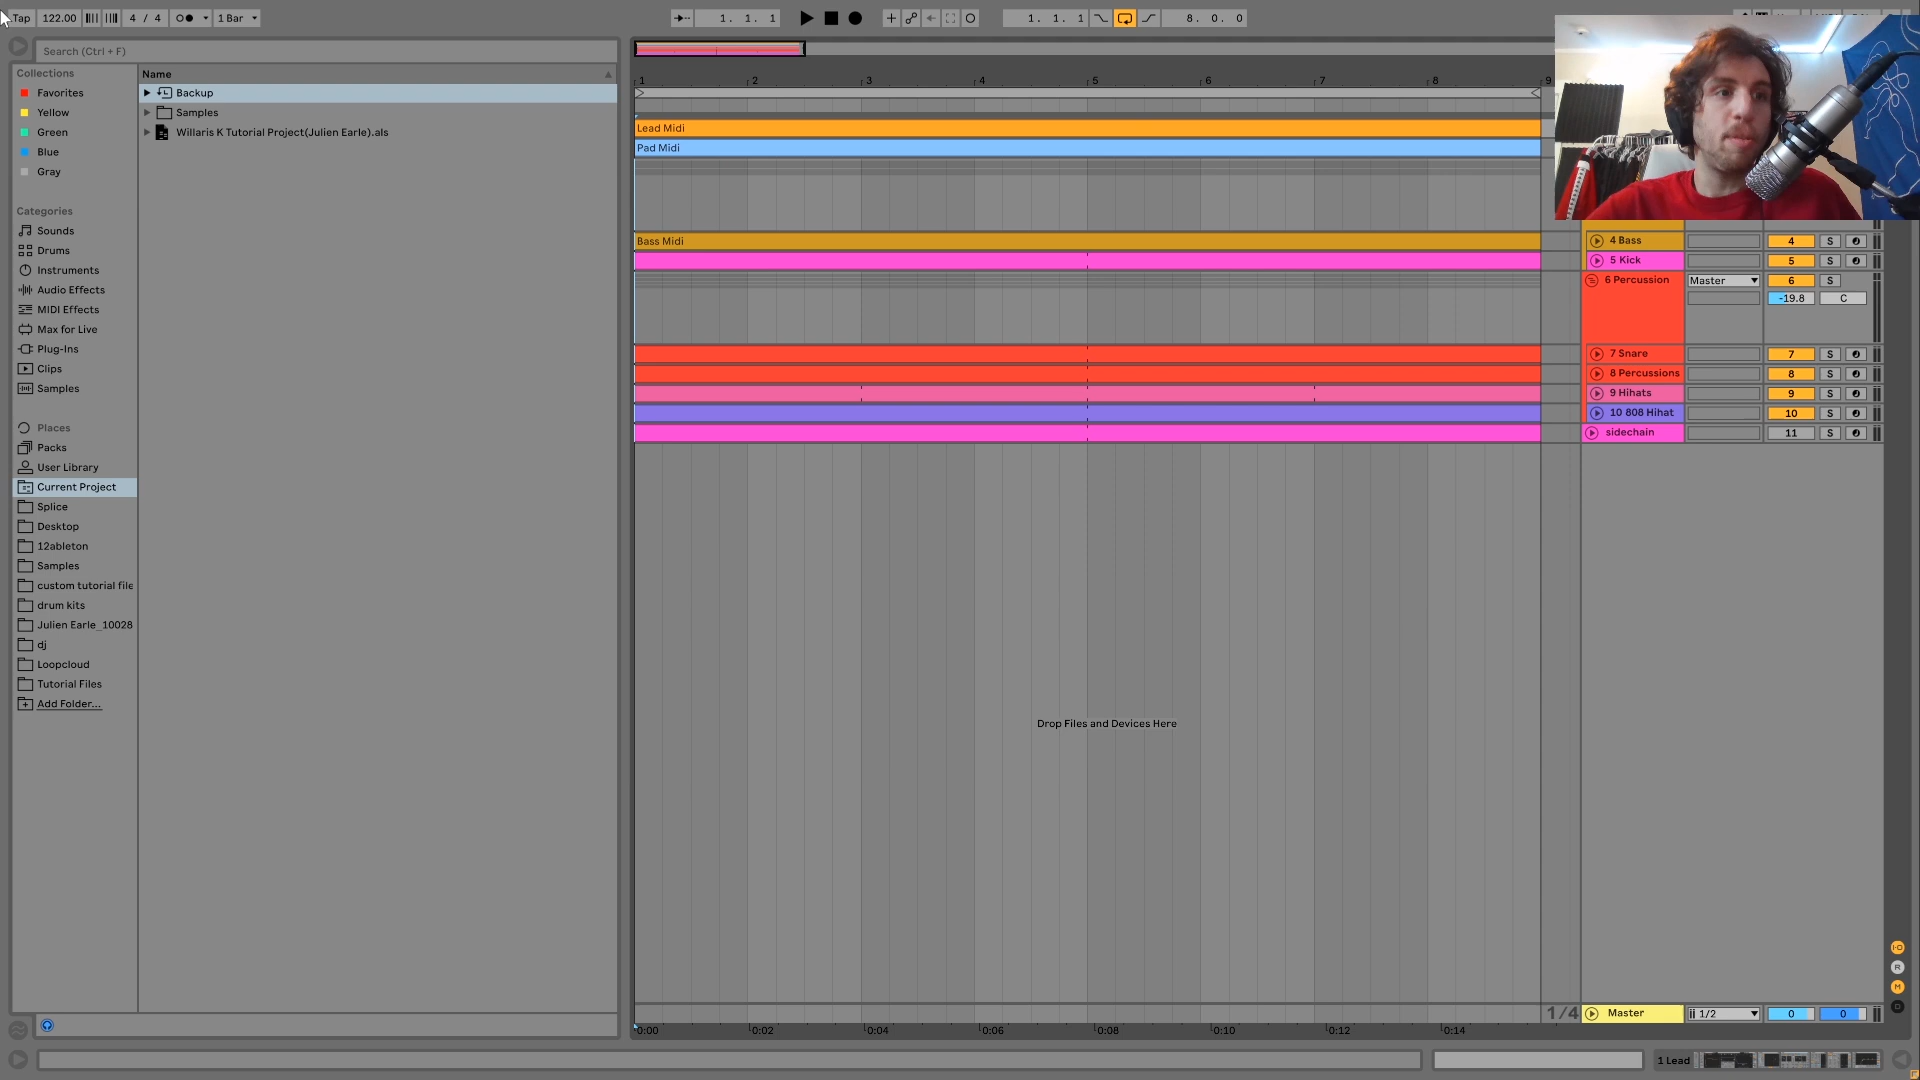 Tap 122.00 4 / 4 1 Bar 1. 1. 1 1. 1. 1 8. 0. 0
Search (Ctrl + F)
Collections
Favorites
Yellow
Green
Blue
Gray
Categories
Sounds
Drums
Instruments
Audio Effects
MIDI Effects
Max for Live
Plug-Ins
Clips
Samples
Places
Packs
User Library
Current Project
Splice
Desktop
12ableton
Samples
custom tutorial file
drum kits
Julien Earle_10028
dj
Loopcloud
Tutorial Files
Add Folder...
Name
Backup
Samples
Willaris K Tutorial Project(Julien Earle).als
1 2 3 4 5 6 7 8 9
Lead Midi
Pad Midi
Bass Midi
4 Bass 4 S
5 Kick 5 S
6 Percussion Master 6 S
-19.8 C
7 Snare 7 S
8 Percussions 8 S
9 Hihats 9 S
10 808 Hihat 10 S
sidechain 11 S
Drop Files and Devices Here
1/4 Master 1/2 0 0
0:00 0:02 0:04 0:06 0:08 0:10 0:12 0:14
I·O
R
M
D
1 Lead